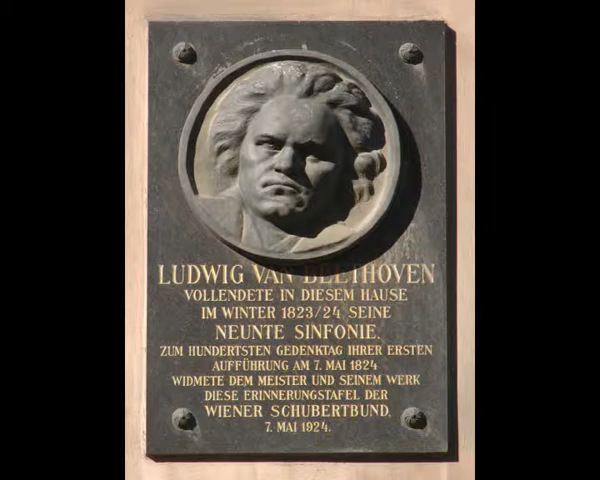 LUDWIG VAN BEETHOVEN
VOLLENDETE IN DIESEM HAUSE
IM WINTER 1823/24 SEINE
NEUNTE SINFONIE.
ZUM HUNDERTSTEN GEDENKTAG IHRER ERSTEN
AUFFÜHRUNG AM 7. MAI 1824
WIDMETE DEM MEISTER UND SEINEM WERK
DIESE ERINNERUNGSTAFEL DER
WIENER SCHUBERTBUND.
7. MAI 1924.